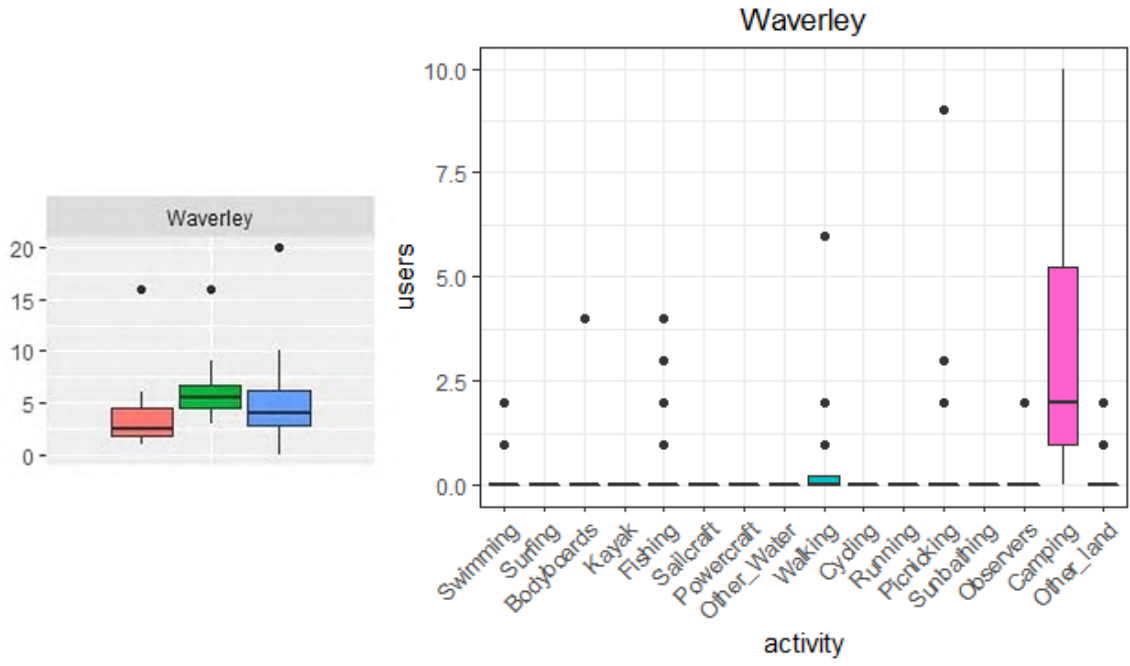 Waverley
20
15
10
5
0
Waverley
users
10.0
7.5
5.0
2.5
0.0
Swimming
Surfing
Bodyboards
Kayak
Fishing
Sailcraft
Powercraft
Other_Water
Walking
Cycling
Running
Picnicking
Sunbathing
Observers
Camping
Other_land
activity